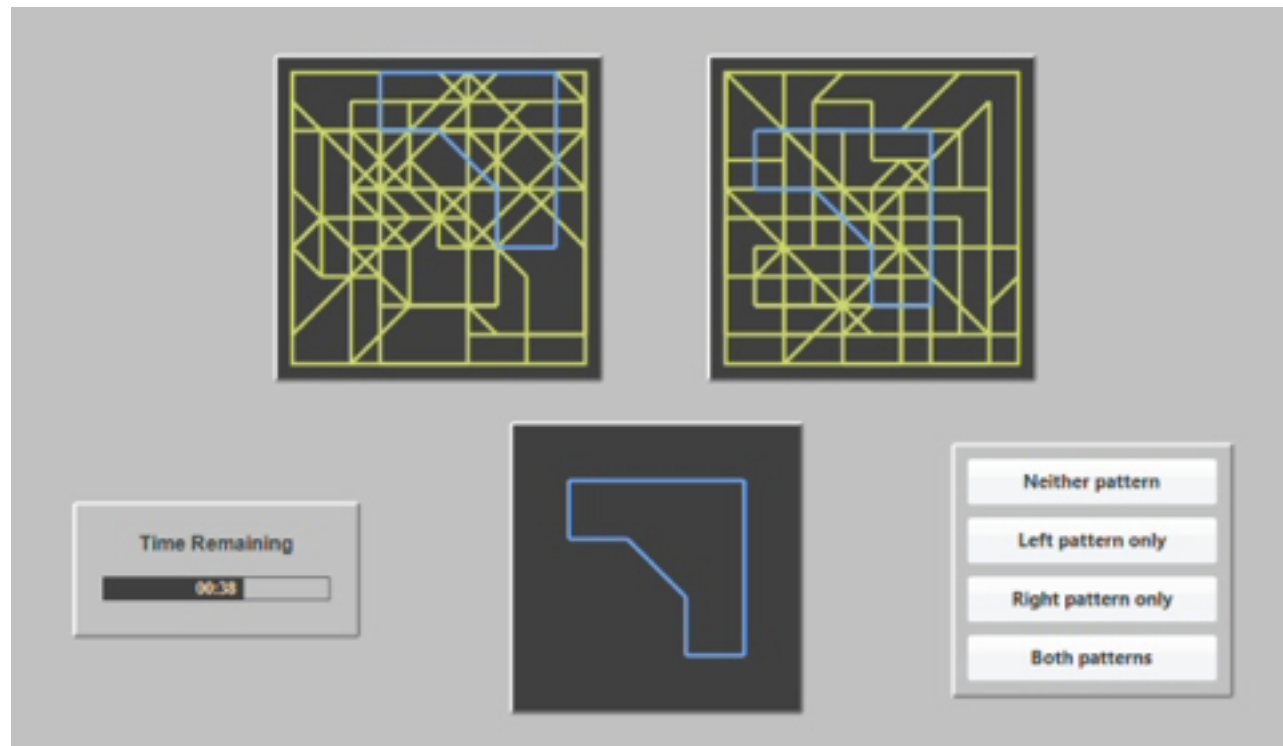 Time Remaining
00:38
Neither pattern
Left pattern only
Right pattern only
Both patterns